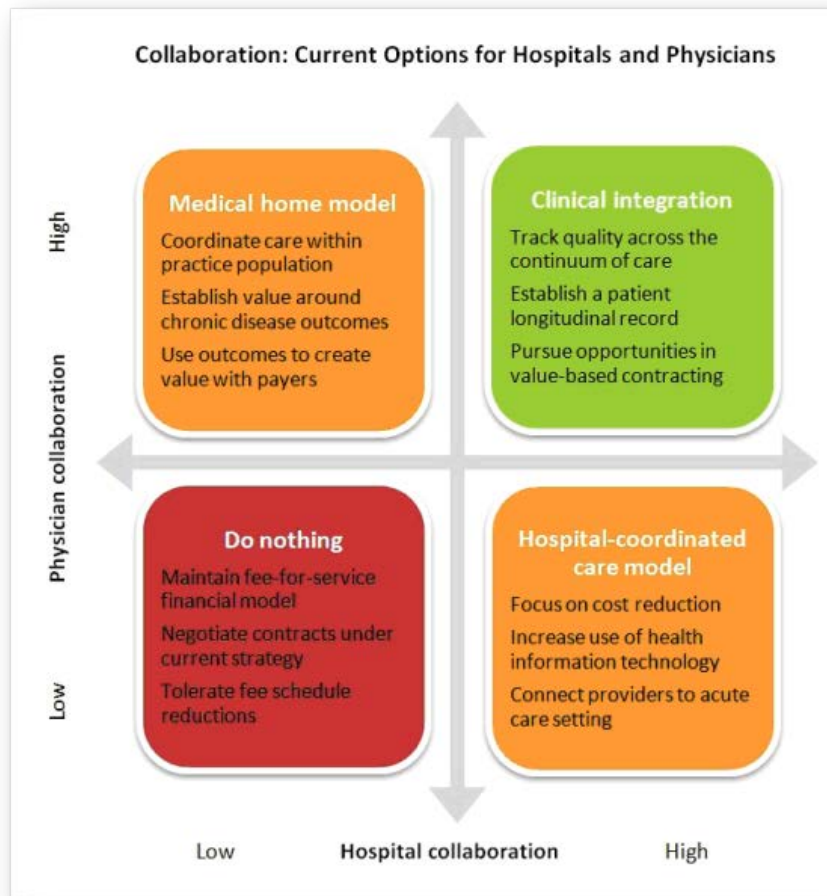 Collaboration: Current Options for Hospitals and Physicians
High
Physician collaboration
Low
Medical home model
Coordinate care within
practice population
Establish value around
chronic disease outcomes
Use outcomes to create
value with payers
Clinical integration
Track quality across the
continuum of care
Establish a patient
longitudinal record
Pursue opportunities in
value-based contracting
Do nothing
Maintain fee-for-service
financial model
Negotiate contracts under
current strategy
Tolerate fee schedule
reductions
Hospital-coordinated
care model
Focus on cost reduction
Increase use of health
information technology
Connect providers to acute
care setting
Low
Hospital collaboration
High